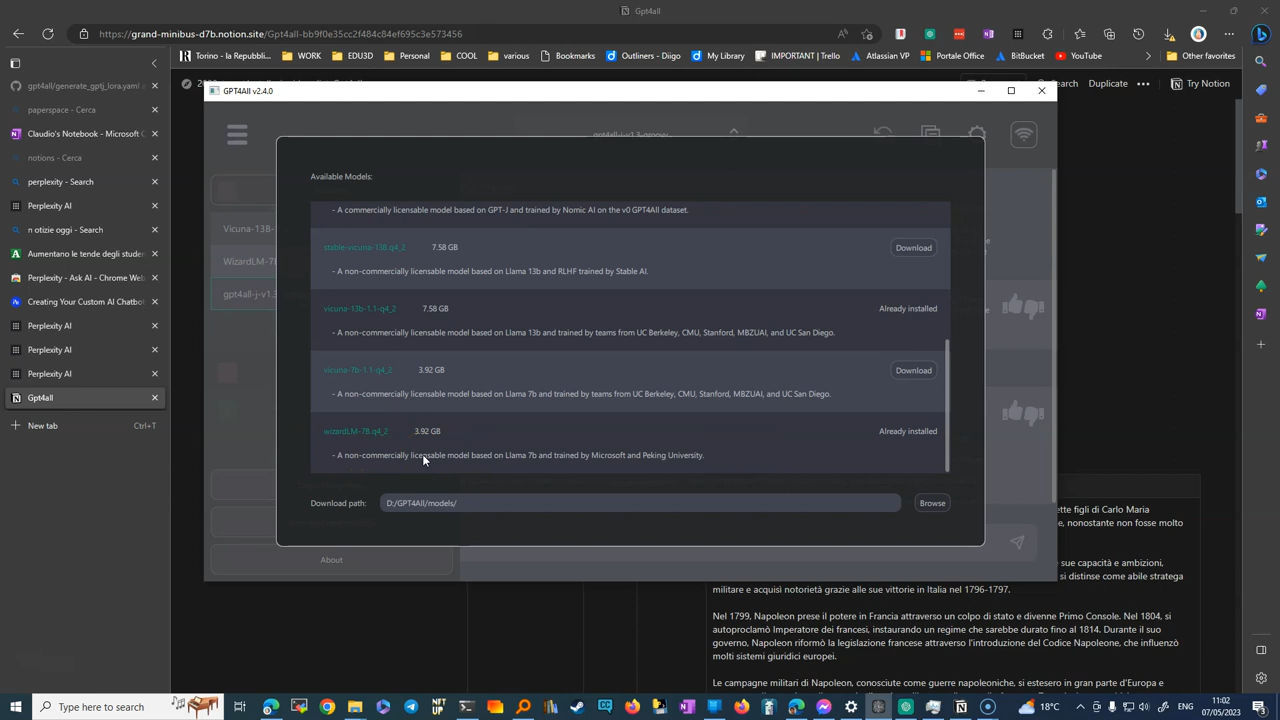 Gpt4all
https://grand-minibus-d7b.notion.site/Gpt4all-bb9f0e35cc2f4c484c84ef695c3e573456
Torino - la Repubbli...
WORK
EDU3D
Personal
COOL
various
Bookmarks
Outliners - Diigo
My Library
IMPORTANT | Trello
Atlassian VP
Portale Office
BitBucket
YouTube
Other favorites
gpt4all/generate_gptj_lora.yaml a
paperspace - Cerca
Claudio's Notebook - Microsoft C
notions - Cerca
perplexity - Search
Perplexity AI
n otizie oggi - Search
Aumentano le tende degli studen
Perplexity - Ask AI - Chrome Web
Creating Your Custom AI Chatbot
Perplexity AI
Perplexity AI
Perplexity AI
Gpt4all
New tab
Ctrl+T
Search
Duplicate
Try Notion
GPT4All v2.4.0
gpt4all-j-v1.3-groovy
Vicuna-13B-
WizardLM-7
gpt4all-j-v1.3
About
Available Models:
- A commercially licensable model based on GPT-J and trained by Nomic AI on the v0 GPT4All dataset.
stable-vicuna-13B.q4_2
7.58 GB
Download
- A non-commercially licensable model based on Llama 13b and RLHF trained by Stable AI.
vicuna-13b-1.1-q4_2
7.58 GB
Already installed
- A non-commercially licensable model based on Llama 13b and trained by teams from UC Berkeley, CMU, Stanford, MBZUAI, and UC San Diego.
vicuna-7b-1.1-q4_2
3.92 GB
Download
- A non-commercially licensable model based on Llama 7b and trained by teams from UC Berkeley, CMU, Stanford, MBZUAI, and UC San Diego.
wizardLM-7B.q4_2
3.92 GB
Already installed
- A non-commercially licensable model based on Llama 7b and trained by Microsoft and Peking University.
Download path:
D:/GPT4All/models/
Browse
ette figli di Carlo Maria
, nonostante non fosse molto
sue capacità e ambizioni,
si distinse come abile stratega
militare e acquisì notorietà grazie alle sue vittorie in Italia nel 1796-1797.
Nel 1799, Napoleon prese il potere in Francia attraverso un colpo di stato e divenne Primo Console. Nel 1804, si
autoproclamò Imperatore dei francesi, instaurando un regime che sarebbe durato fino al 1814. Durante il suo
governo, Napoleon riformò la legislazione francese attraverso l'introduzione del Codice Napoleone, che influenzò
molti sistemi giuridici europei.
Le campagne militari di Napoleon, conosciute come guerre napoleoniche, si estesero in gran parte d'Europa e
Type here to search
18°C
ENG
11:02
07/05/2023